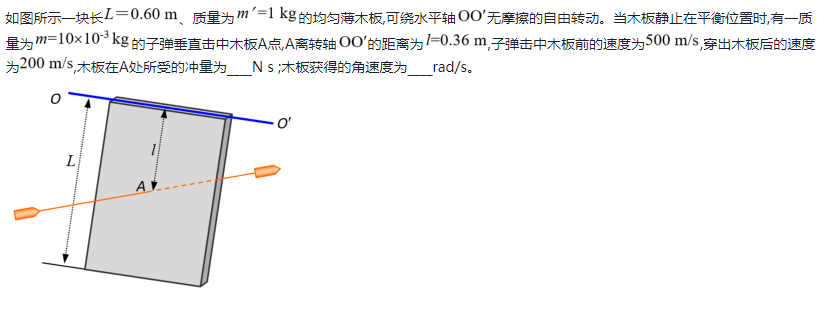 如图所示一块长L=0.60 m、质量为m′=1 kg的均匀薄木板,可绕水平轴OO′无摩擦的自由转动。当木板静止在平衡位置时,有一质
量为m=10×10⁻³ kg的子弹垂直击中木板A点,A离转轴OO′的距离为l=0.36 m,子弹击中木板前的速度为500 m/s,穿出木板后的速度
为200 m/s,木板在A处所受的冲量为____N s ;木板获得的角速度为____rad/s。
O
O′
l
L
A